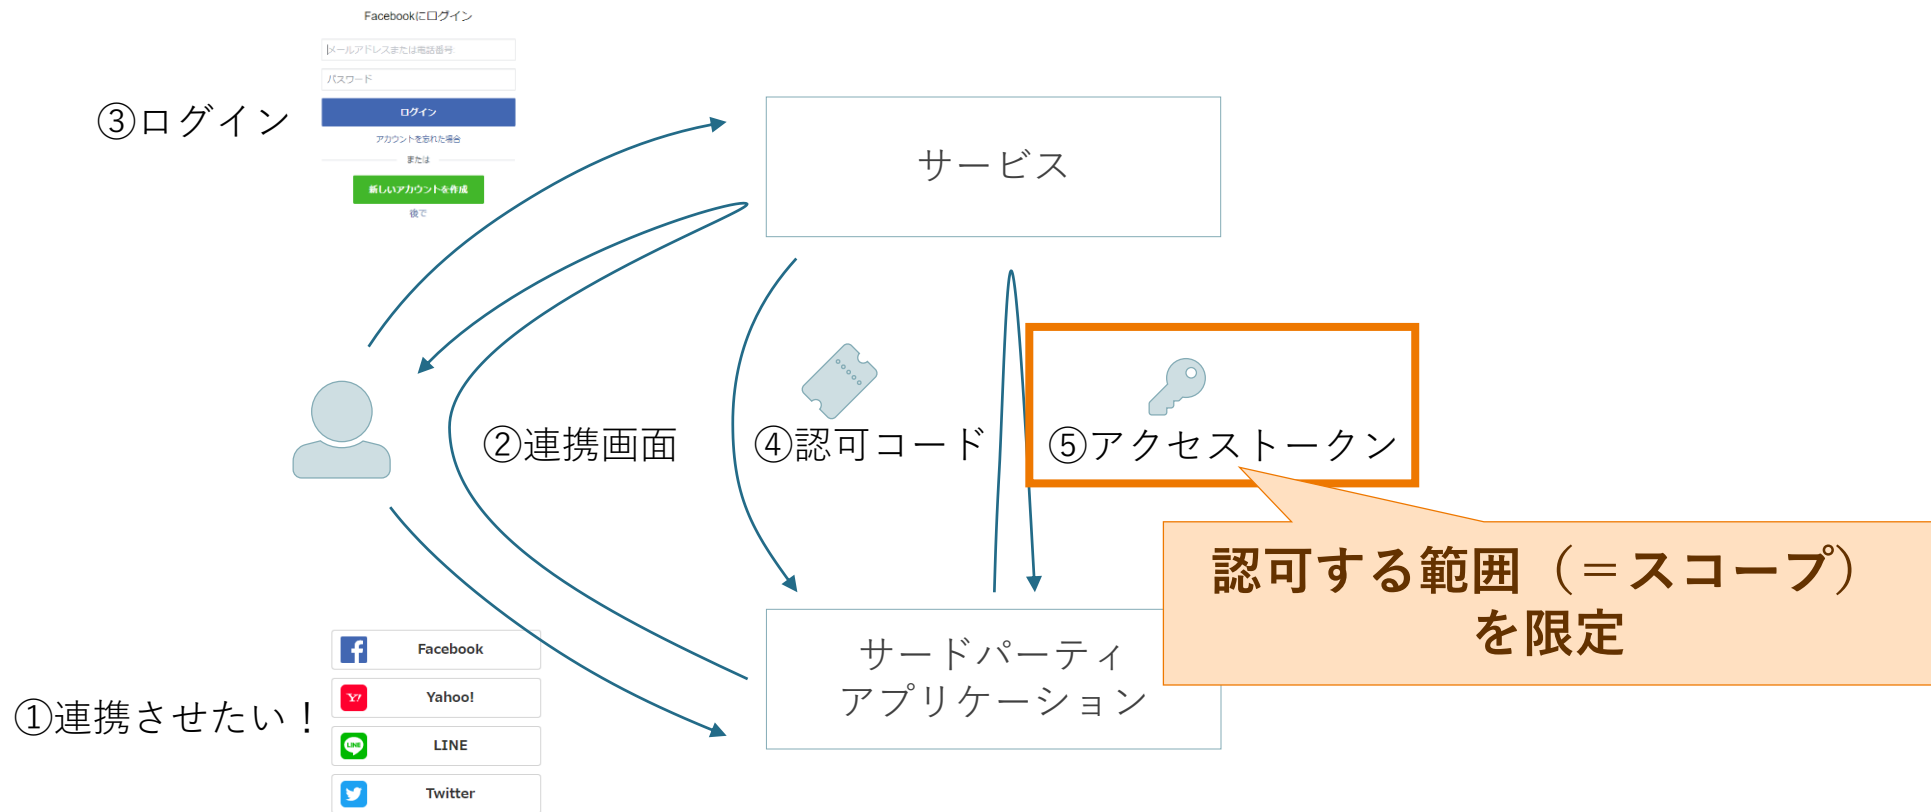 Facebookにログイン
メールアドレスまたは電話番号
パスワード
ログイン
アカウントを忘れた場合
または
新しいアカウントを作成
後で
③ログイン
サービス
②連携画面
④認可コード
⑤アクセストークン
認可する範囲（＝スコープ）
を限定
サードパーティ
アプリケーション
①連携させたい！
Facebook
Y!
Yahoo!
LINE
LINE
Twitter